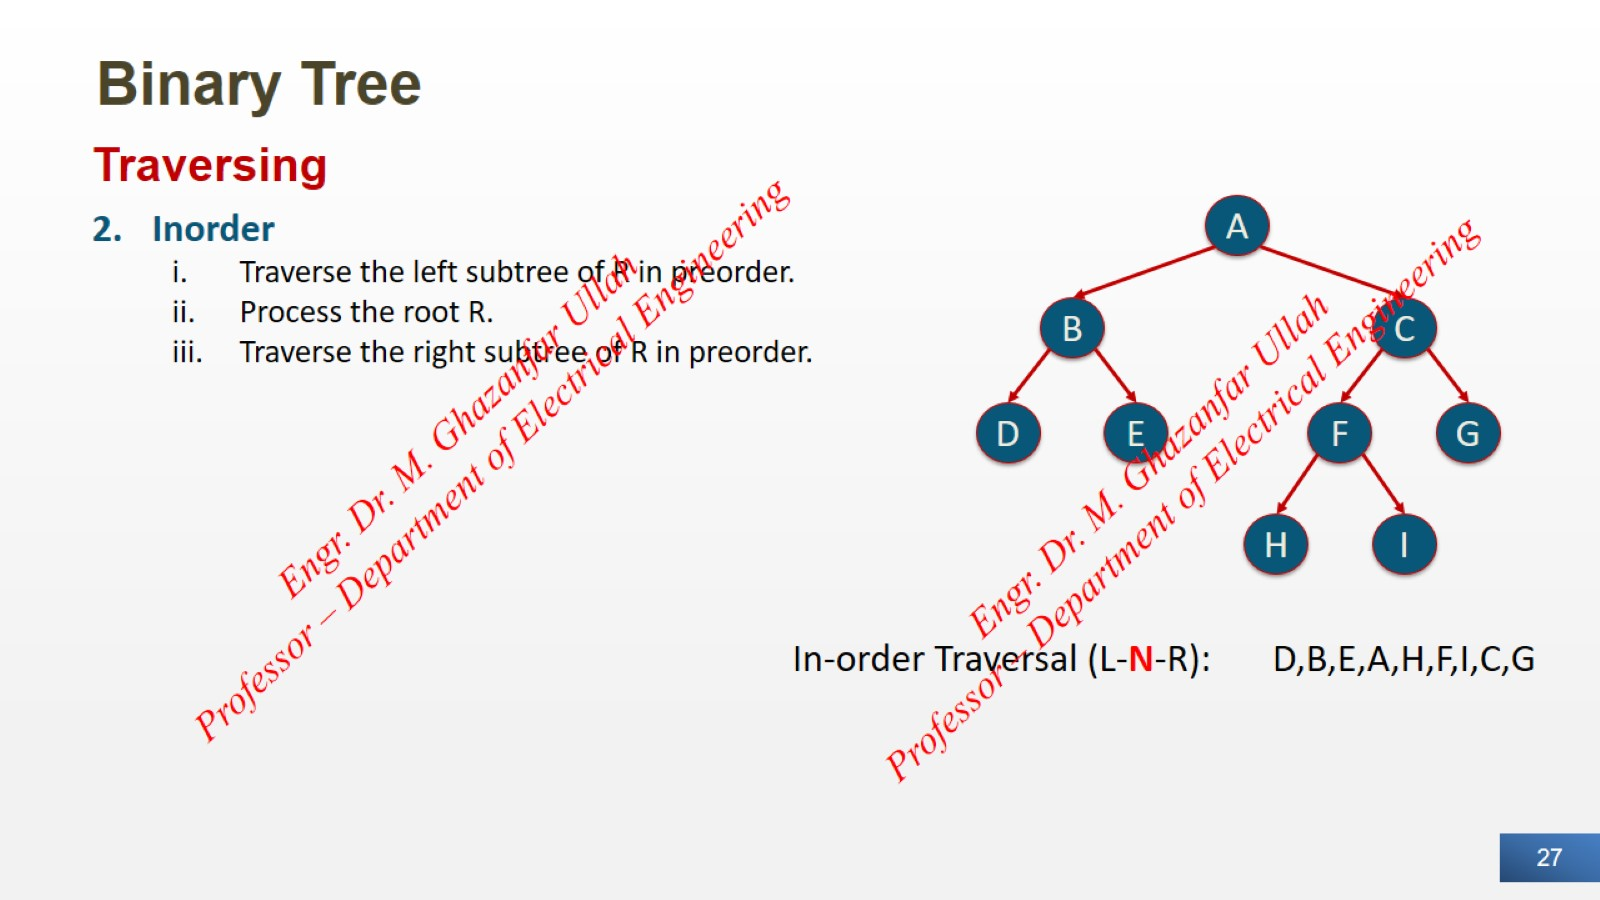 Binary Tree
Traversing
2. Inorder
i. Traverse the left subtree of R in preorder.
ii. Process the root R.
iii. Traverse the right subtree of R in preorder.
Engr. Dr. M. Ghazanfar Ullah
Professor – Department of Electrical Engineering
A
B
C
D
E
F
G
H
I
Engr. Dr. M. Ghazanfar Ullah
Professor – Department of Electrical Engineering
In-order Traversal (L-N-R): D,B,E,A,H,F,I,C,G
27